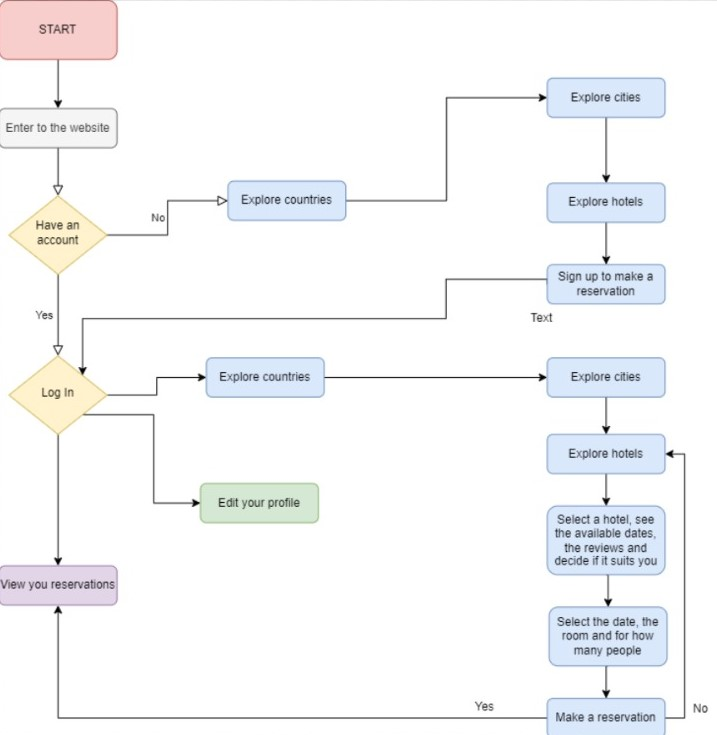 START
Explore cities
Enter to the website
Explore countries
Explore hotels
No
Have an
account
Sign up to make a
reservation
Yes
Text
Explore countries
Explore cities
Log In
Explore hotels
Edit your profile
Select a hotel, see
the available dates,
the reviews and
decide if it suits you
View you reservations
Select the date, the
room and for how
many people
Yes
No
Make a reservation